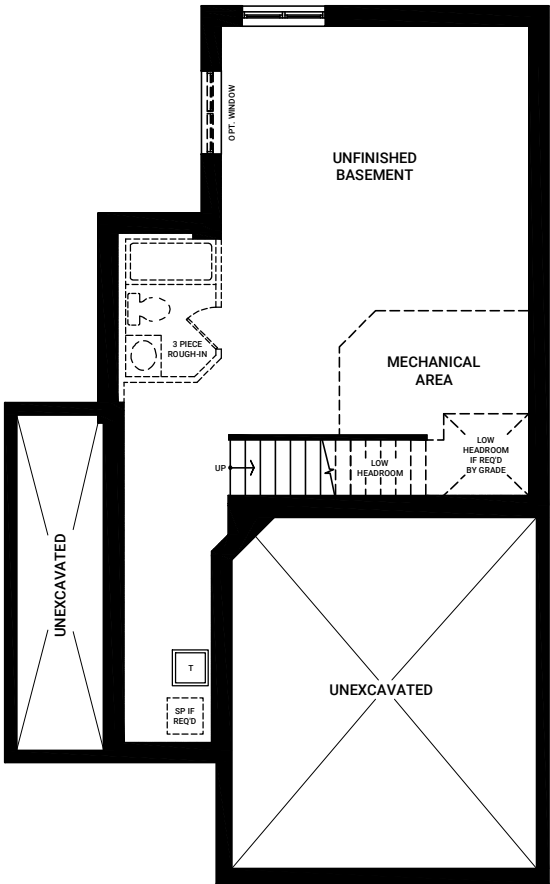 OPT. WINDOW
UNFINISHED
BASEMENT
3 PIECE
ROUGH-IN
MECHANICAL
AREA
LOW
HEADROOM
IF REQ'D
BY GRADE
UP
LOW
HEADROOM
UNEXCAVATED
T
SP IF
REQ'D
UNEXCAVATED